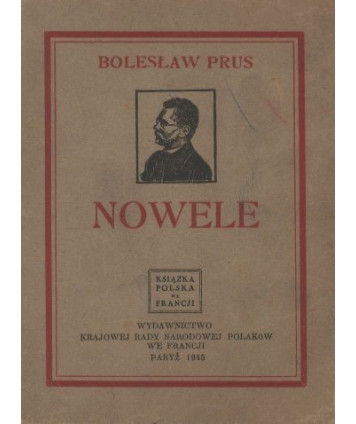 BOLESŁAW PRUS
NOWELE
KSIĄŻKA
POLSKA
WE
FRANCJI
WYDAWNICTWO
KRAJOWEJ RADY NARODOWEJ POLAKÓW
WE FRANCJI
PARYŻ 1945